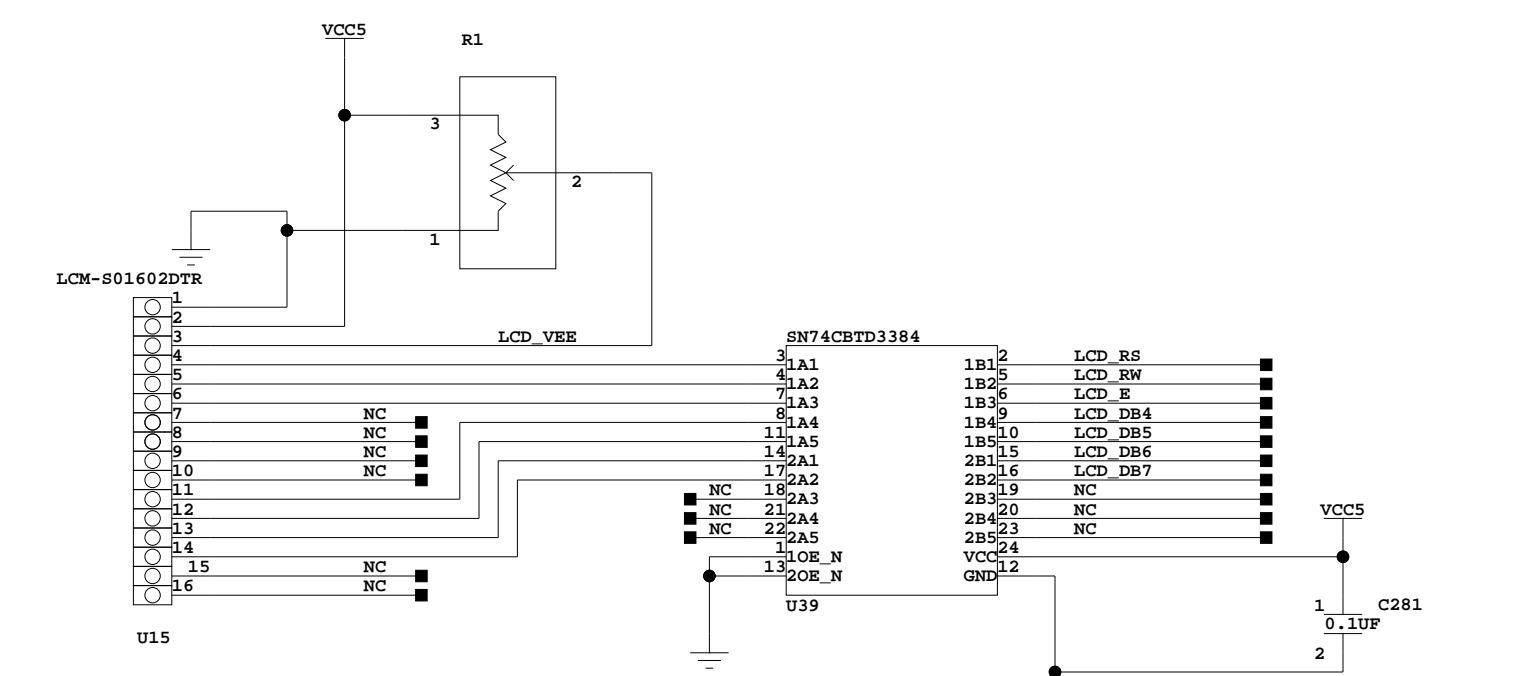 VCC5
R1
3
2
1
LCM-S01602DTR
1
2
3 LCD_VEE
SN74CBTD3384
4 3 1A1 1B1 2 LCD_RS
5 4 1A2 1B2 5 LCD_RW
6 7 1A3 1B3 6 LCD_E
7 NC 8 1A4 1B4 9 LCD_DB4
8 NC 11 1A5 1B5 10 LCD_DB5
9 NC 14 2A1 2B1 15 LCD_DB6
10 NC 17 2A2 2B2 16 LCD_DB7
11 NC 18 2A3 2B3 19 NC
12 NC 21 2A4 2B4 20 NC
VCC5
13 NC 22 2A5 2B5 23 NC
14 1 1OE_N VCC 24
15 NC 13 2OE_N GND 12
16 NC
U39
1 C281
0.1UF
U15
2